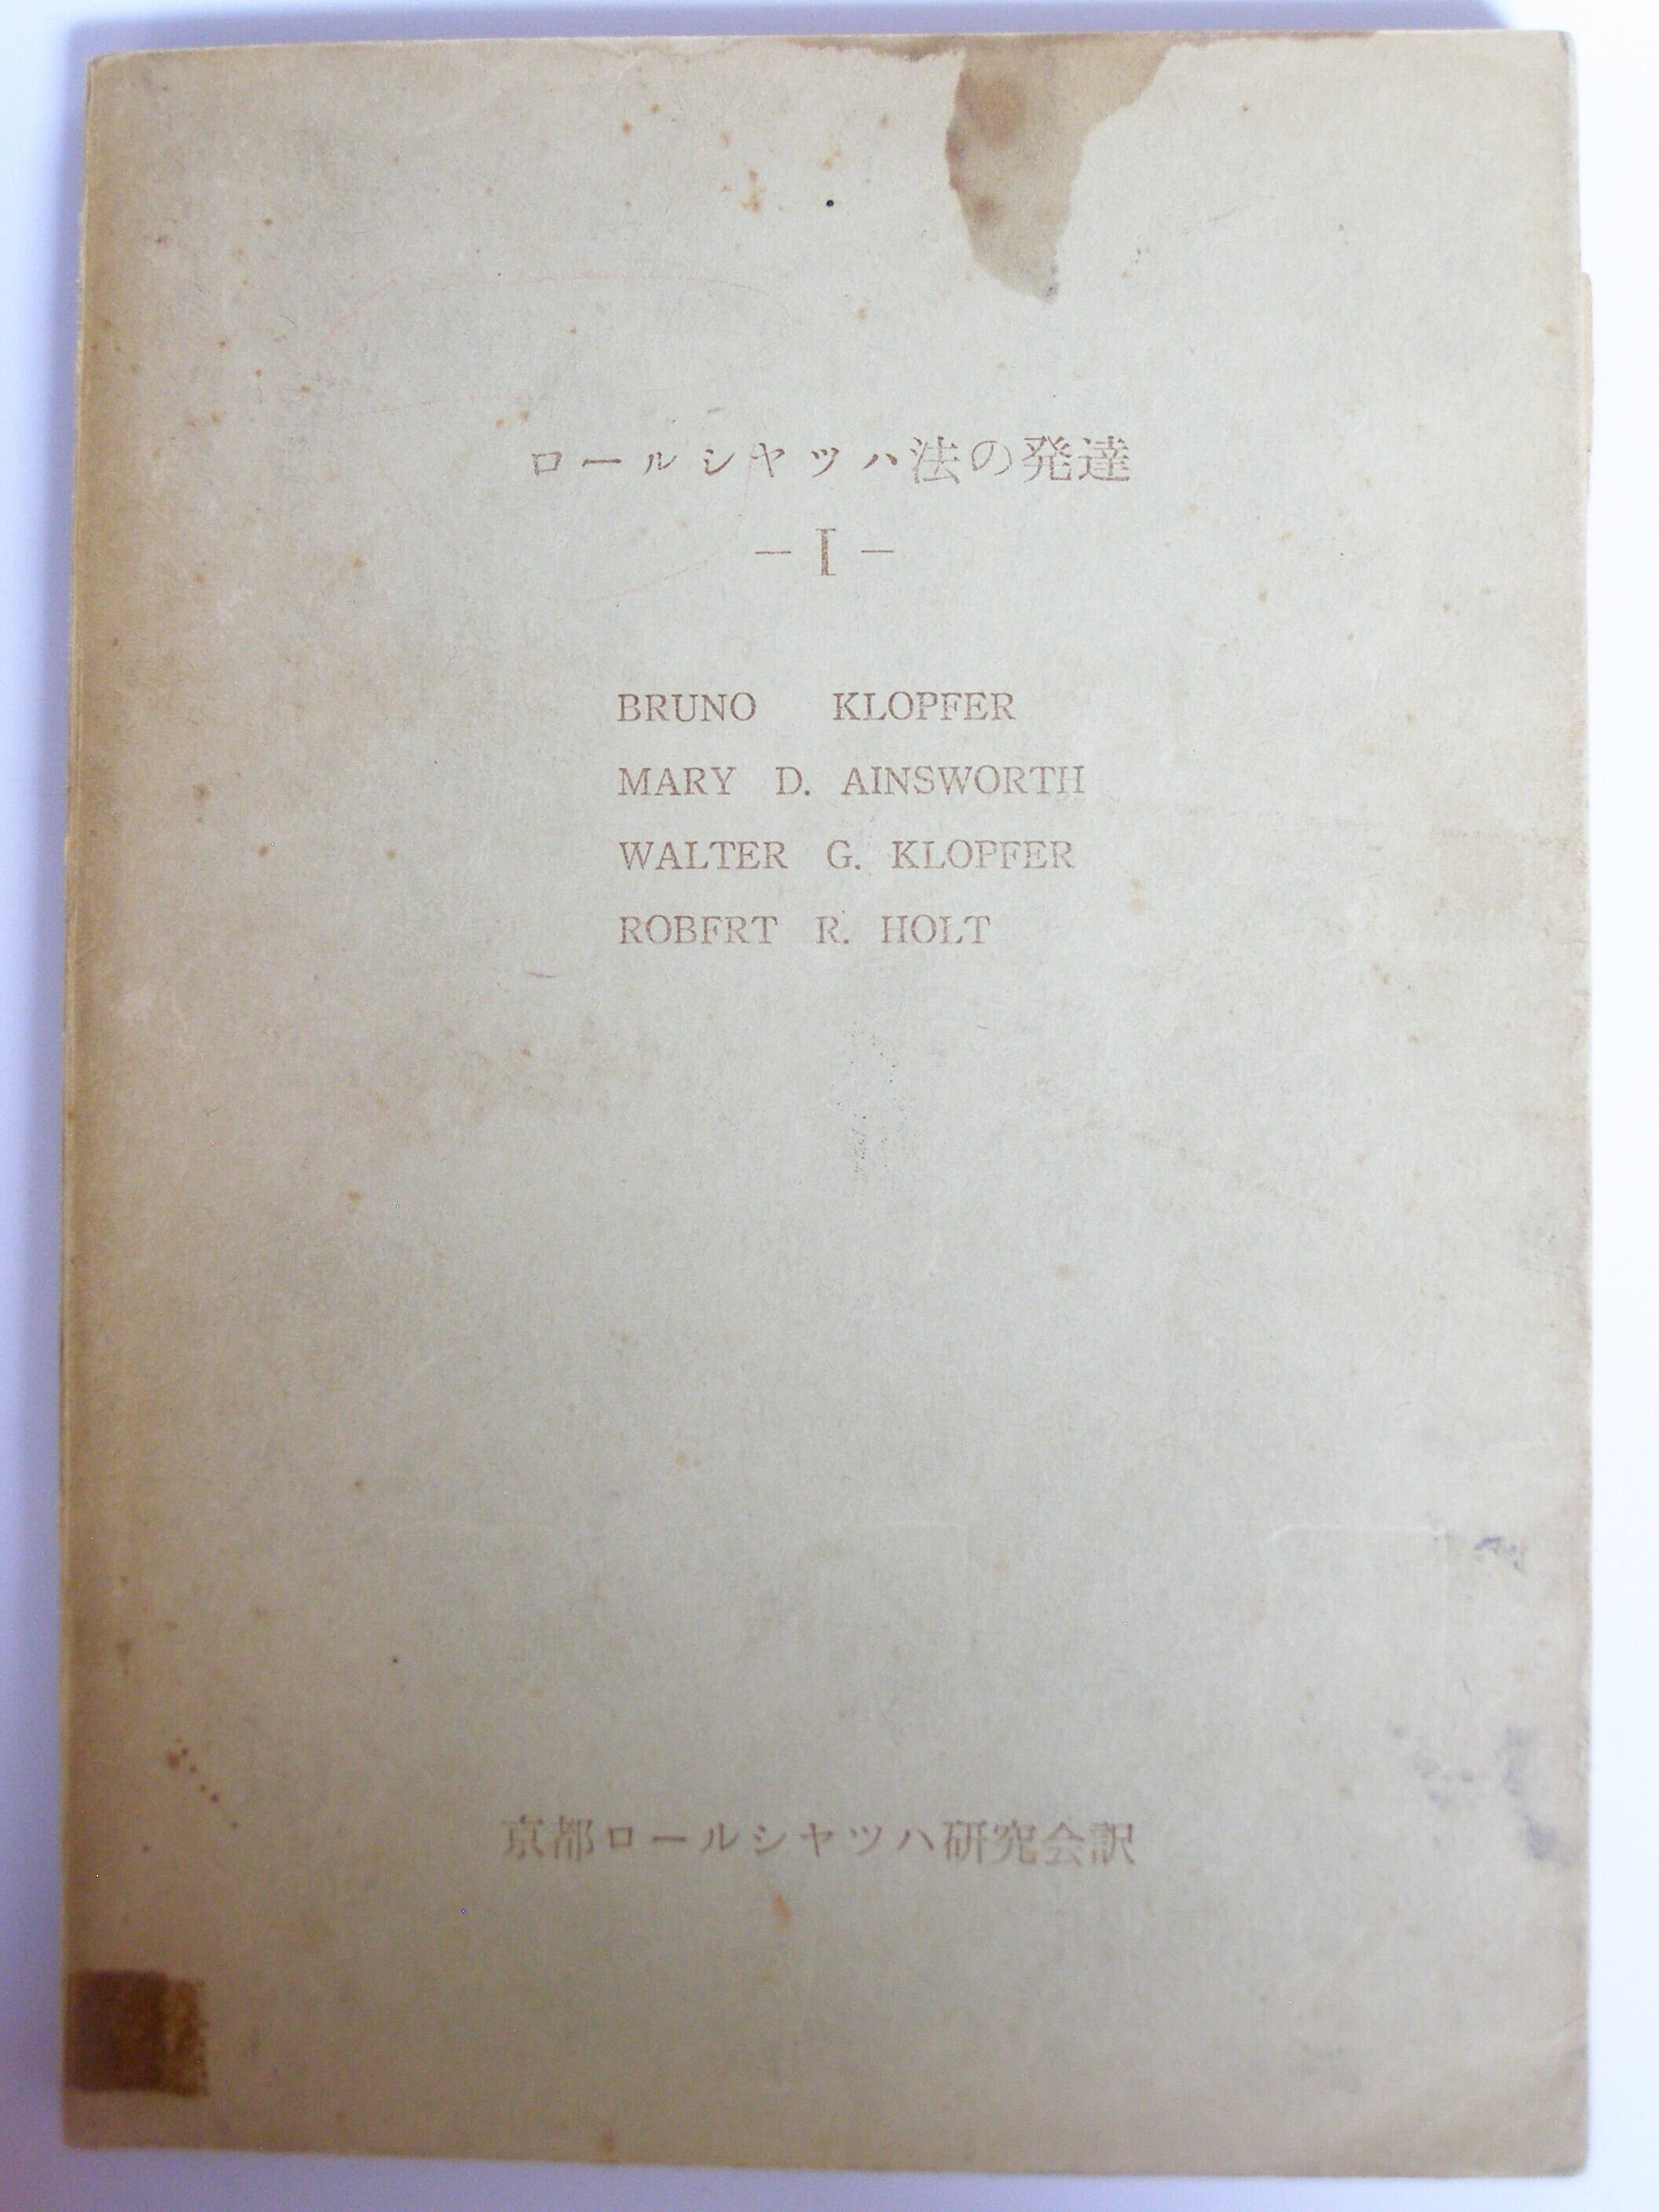 ロールシヤツハ法の発達
— I —
BRUNO KLOPFER
MARY D. AINSWORTH
WALTER G. KLOPFER
ROBERT R. HOLT
京都ロールシヤツハ研究会訳